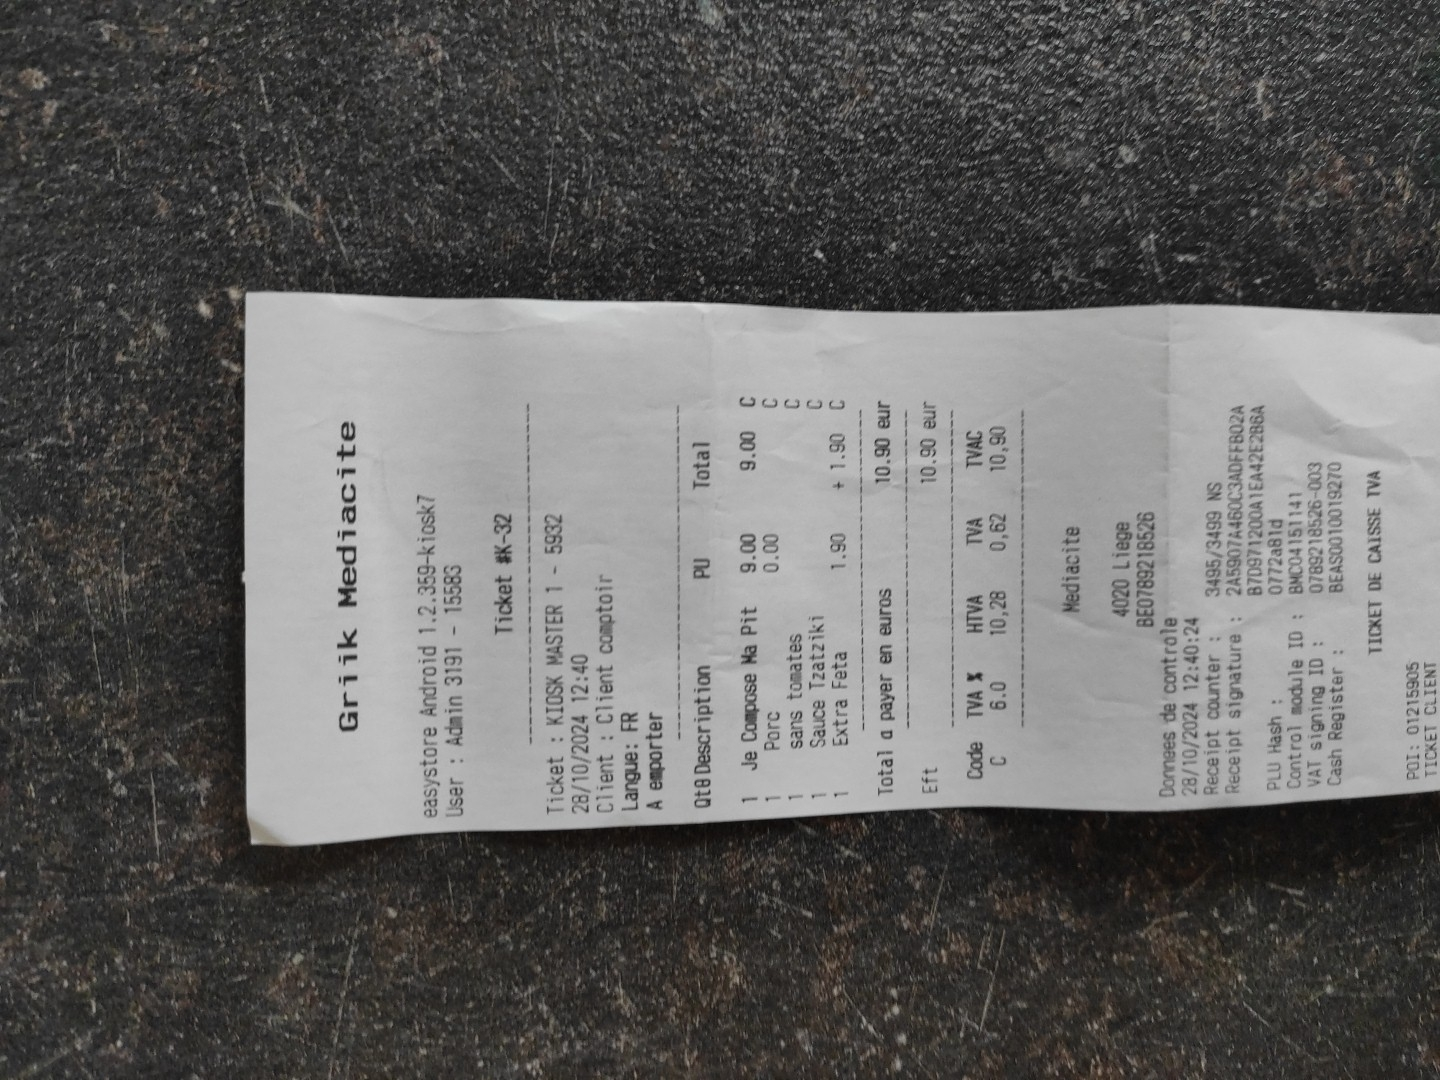 Griik Mediacite
easystore Android 1.2.359-kiosk7
User : Admin 3191 - 15583
Ticket #K-32
Ticket : KIOSK MASTER 1 - 5932
28/10/2024 12:40
Client : Client comptoir
Langue: FR
A emporter
Qtè Description PU Total
1 Je Compose Ma Pit 9.00 9.00 C
1 Porc 0.00 C
1 sans tomates C
1 Sauce Tzatziki C
1 Extra Feta 1.90 + 1.90 C
Total a payer en euros 10.90 eur
Eft 10.90 eur
Code TVA % HTVA TVA TVAC
C 6.0 10,28 0,62 10,90
Mediacite
4020 Liege
BE0789218526
Donnees de controle
28/10/2024 12:40:24
Receipt counter : 3495/3499 NS
Receipt signature : 2A5907A460C3ADFFB02A
B7D971200A1EA42E2B6A
PLU Hash : 0772a81d
Control module ID : BMC04151141
VAT signing ID : 0789218526-003
Cash Register : BEAS0010019270
TICKET DE CAISSE TVA
POI: 01215905
TICKET CLIENT